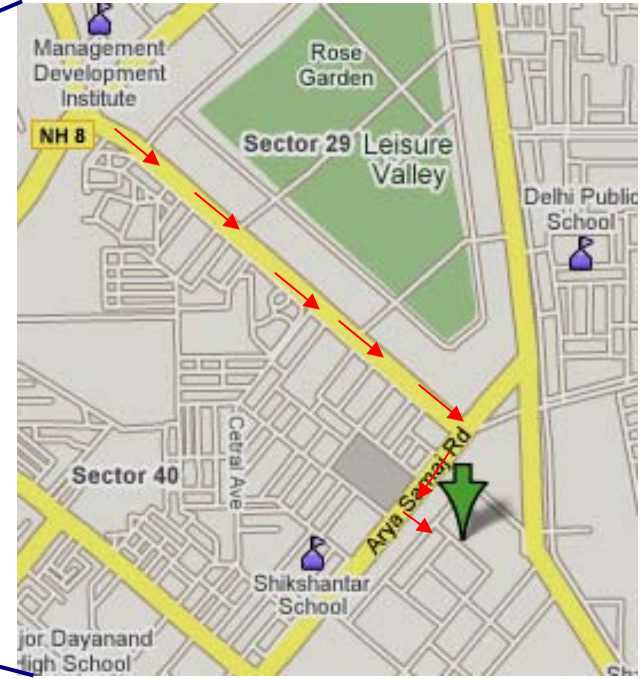 Management
Development
Institute
Rose
Garden
NH 8
Sector 29
Leisure
Valley
Delhi Public
School
Cetral Ave
Arya Samaj Rd
Sector 40
Shikshantar
School
jor Dayanand
High School